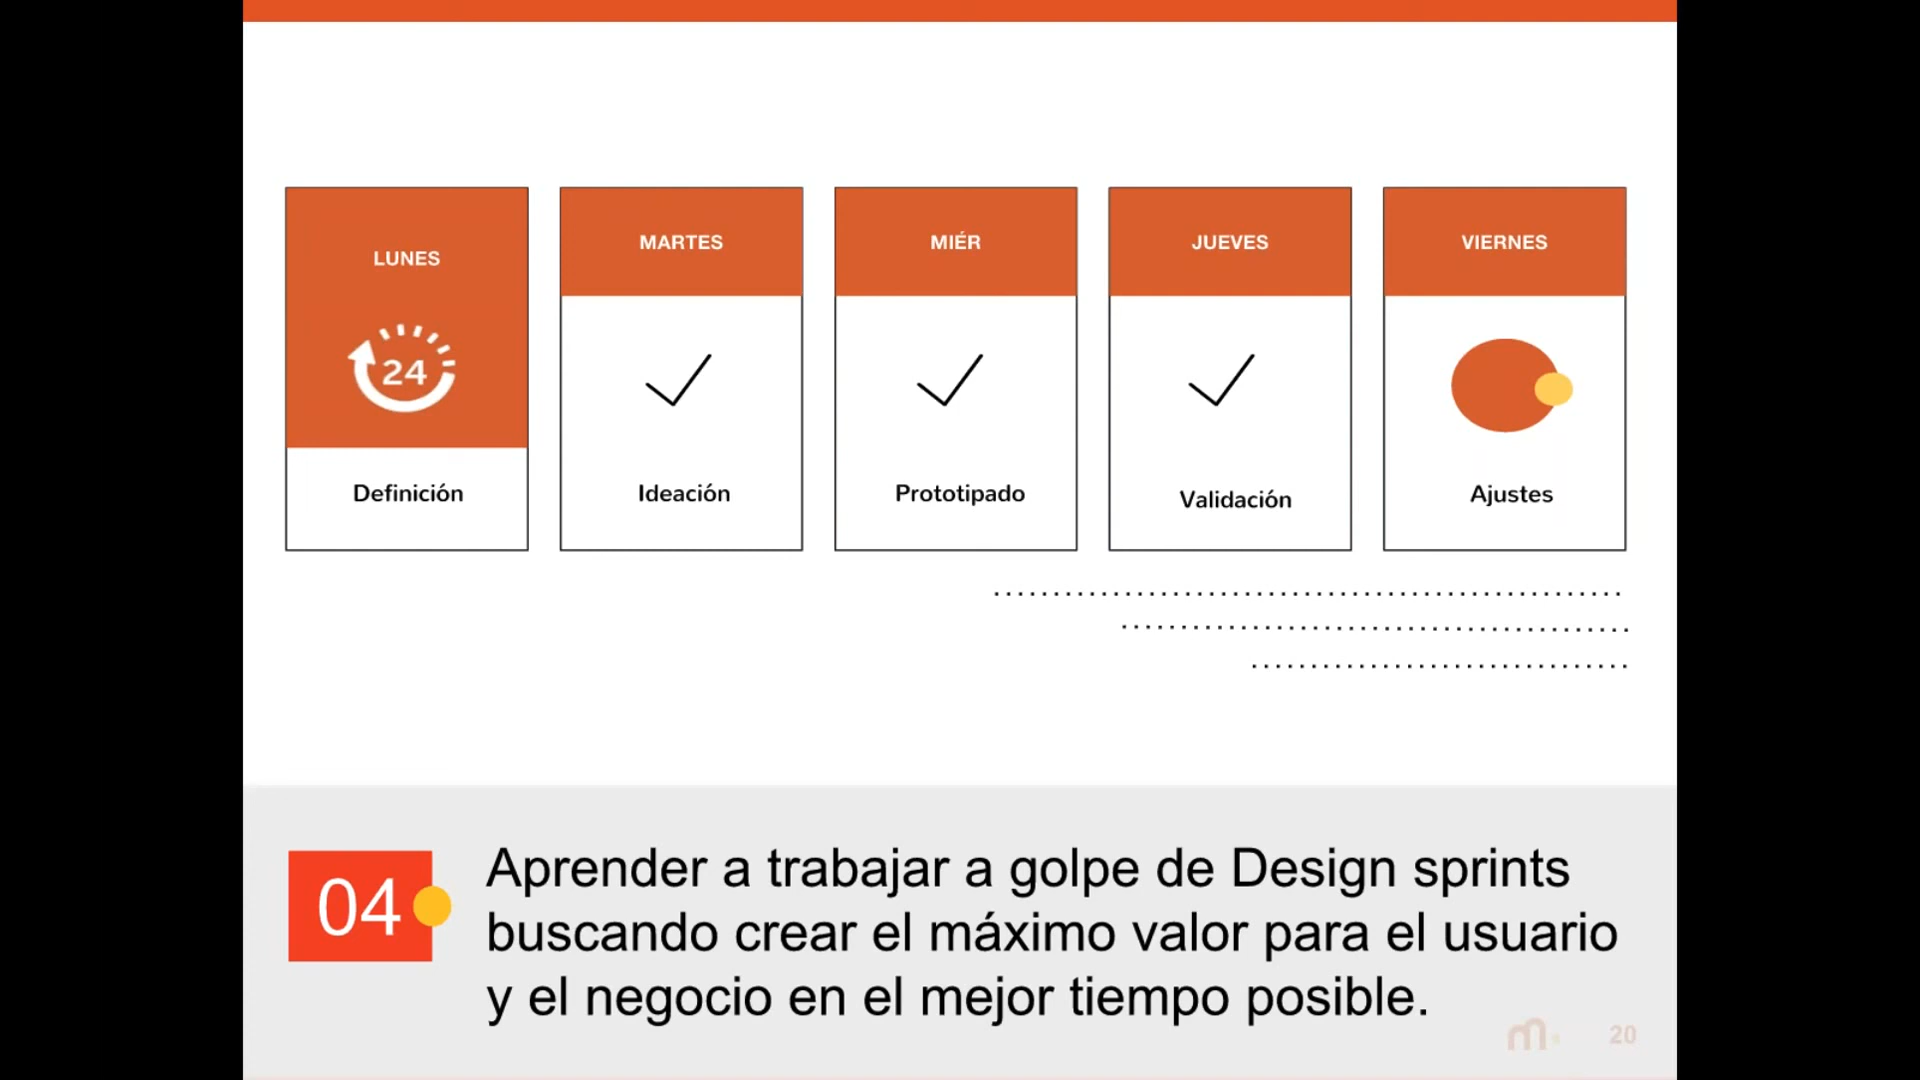 LUNES
MARTES
MIÉR
JUEVES
VIERNES
24
Definición
Ideación
Prototipado
Validación
Ajustes
04
Aprender a trabajar a golpe de Design sprints
buscando crear el máximo valor para el usuario
y el negocio en el mejor tiempo posible.
m
20